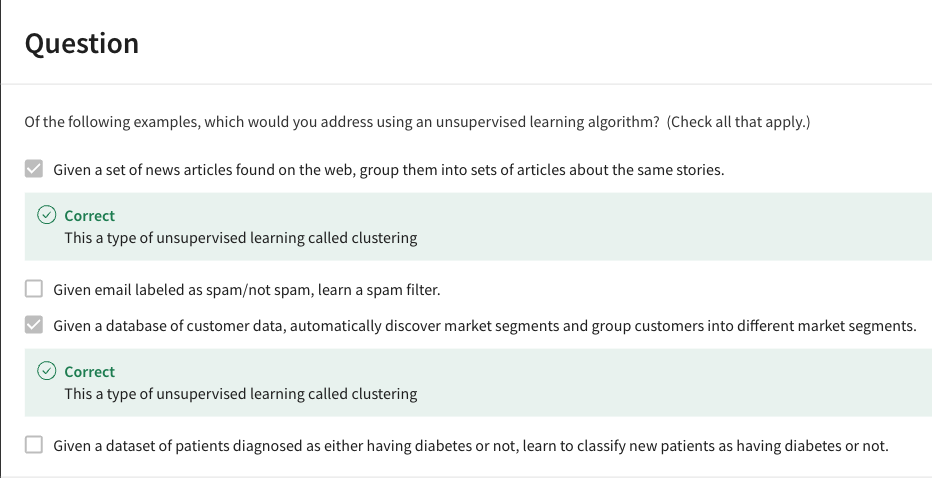 Question
Of the following examples, which would you address using an unsupervised learning algorithm? (Check all that apply.)
Given a set of news articles found on the web, group them into sets of articles about the same stories.
Correct
This a type of unsupervised learning called clustering
Given email labeled as spam/not spam, learn a spam filter.
Given a database of customer data, automatically discover market segments and group customers into different market segments.
Correct
This a type of unsupervised learning called clustering
Given a dataset of patients diagnosed as either having diabetes or not, learn to classify new patients as having diabetes or not.